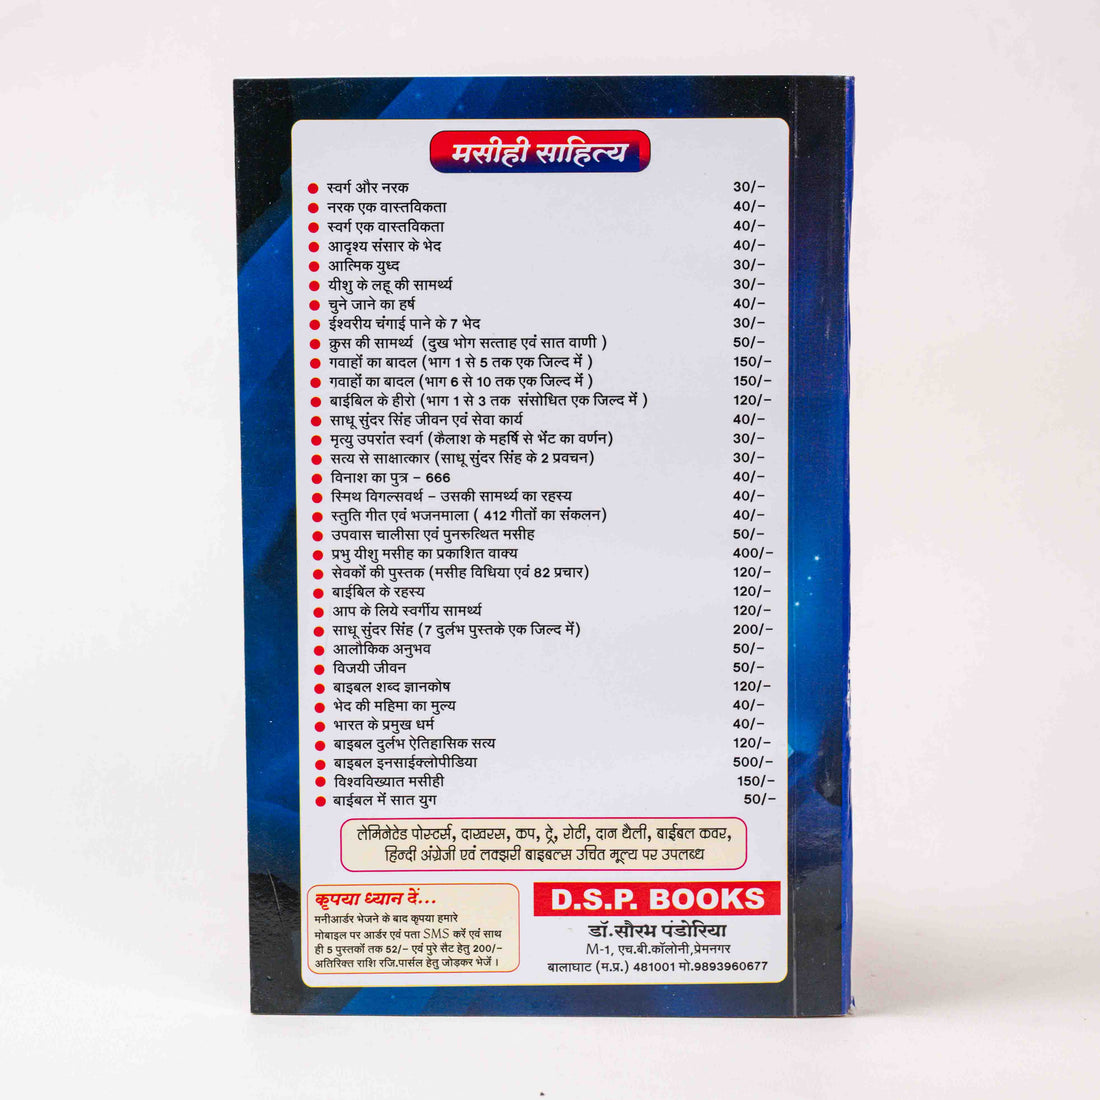 मसीही साहित्य
स्वर्ग और नरक 30/-
नरक एक वास्तविकता 40/-
स्वर्ग एक वास्तविकता 40/-
आदृश्य संसार के भेद 40/-
आत्मिक युध्द 30/-
यीशु के लहू की सामर्थ्य 30/-
चुने जाने का हर्ष 40/-
ईश्वरीय चंगाई पाने के 7 भेद 30/-
क्रुस की सामर्थ्य (दुख भोग सत्ताह एवं सात वाणी ) 50/-
गवाहों का बादल (भाग 1 से 5 तक एक जिल्द में ) 150/-
गवाहों का बादल (भाग 6 से 10 तक एक जिल्द में ) 150/-
बाईबिल के हीरो (भाग 1 से 3 तक संसोधित एक जिल्द में ) 120/-
साधू सुंदर सिंह जीवन एवं सेवा कार्य 40/-
मृत्यु उपरांत स्वर्ग (कैलाश के महर्षि से भेंट का वर्णन) 30/-
सत्य से साक्षात्कार (साधू सुंदर सिंह के 2 प्रवचन) 30/-
विनाश का पुत्र - 666 40/-
स्मिथ विगल्सवर्थ - उसकी सामर्थ्य का रहस्य 40/-
स्तुति गीत एवं भजनमाला ( 412 गीतों का संकलन) 40/-
उपवास चालीसा एवं पुनरुत्थित मसीह 50/-
प्रभु यीशु मसीह का प्रकाशित वाक्य 400/-
सेवकों की पुस्तक (मसीह विधिया एवं 82 प्रचार) 120/-
बाईबिल के रहस्य 120/-
आप के लिये स्वर्गीय सामर्थ्य 120/-
साधू सुंदर सिंह (7 दुर्लभ पुस्तके एक जिल्द में) 200/-
आलौकिक अनुभव 50/-
विजयी जीवन 50/-
बाइबल शब्द ज्ञानकोष 120/-
भेद की महिमा का मुल्य 40/-
भारत के प्रमुख धर्म 40/-
बाइबल दुर्लभ ऐतिहासिक सत्य 120/-
बाइबल इनसाईक्लोपीडिया 500/-
विश्वविख्यात मसीही 150/-
बाईबल में सात युग 50/-
लेमिनेटेड पोस्टर्स, दाखरस, कप, ट्रे, रोटी, दान थैली, बाईबल कवर,
हिन्दी अंग्रेजी एवं लक्झरी बाइबल्स उचित मूल्य पर उपलब्ध
कृपया ध्यान दें...
मनीआर्डर भेजने के बाद कृपया हमारे
मोबाइल पर आर्डर एवं पता SMS करें एवं साथ
ही 5 पुस्तकों तक 52/- एवं पुरे सैट हेतु 200/-
अतिरिक्त राशि रजि.पार्सल हेतु जोड़कर भेजें ।
D.S.P. BOOKS
डॉ.सौरभ पंडोरिया
M-1, एच.बी.कॉलोनी,प्रेमनगर
बालाघाट (म.प्र.) 481001 मो.9893960677